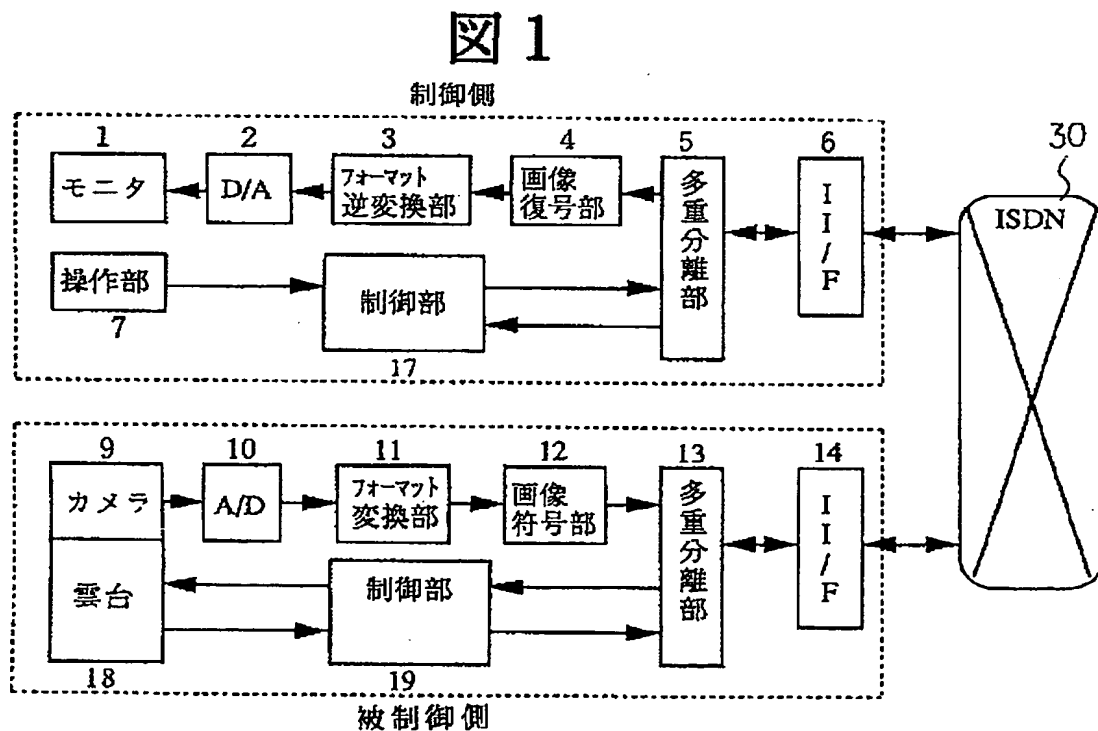 図1
制御側
1
2
3
4
5
6
30
モニタ
D/A
フォーマット
逆変換部
画像
復号部
多重分離部
II/F
ISDN
操作部
7
制御部
17
9
10
11
12
13
14
カメラ
A/D
フォーマット
変換部
画像
符号部
多重分離部
II/F
雲台
制御部
18
19
被制御側